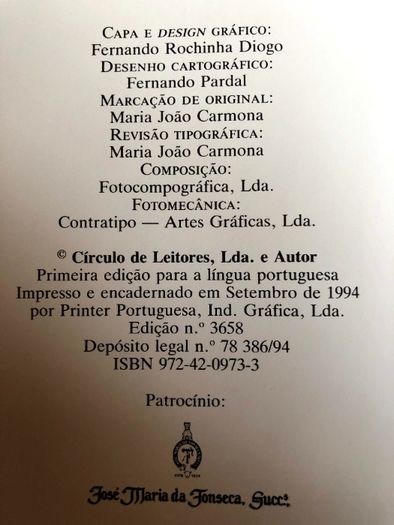 CAPA E DESIGN GRÁFICO:
Fernando Rochinha Diogo
DESENHO CARTOGRÁFICO:
Fernando Pardal
MARCAÇÃO DE ORIGINAL:
Maria João Carmona
REVISÃO TIPOGRÁFICA:
Maria João Carmona
COMPOSIÇÃO:
Fotocompográfica, Lda.
FOTOMECÂNICA:
Contratipo — Artes Gráficas, Lda.
© Círculo de Leitores, Lda. e Autor
Primeira edição para a língua portuguesa
Impresso e encadernado em Setembro de 1994
por Printer Portuguesa, Ind. Gráfica, Lda.
Edição n.º 3658
Depósito legal n.º 78 386/94
ISBN 972-42-0973-3
Patrocínio:
José Maria da Fonseca, Succs.